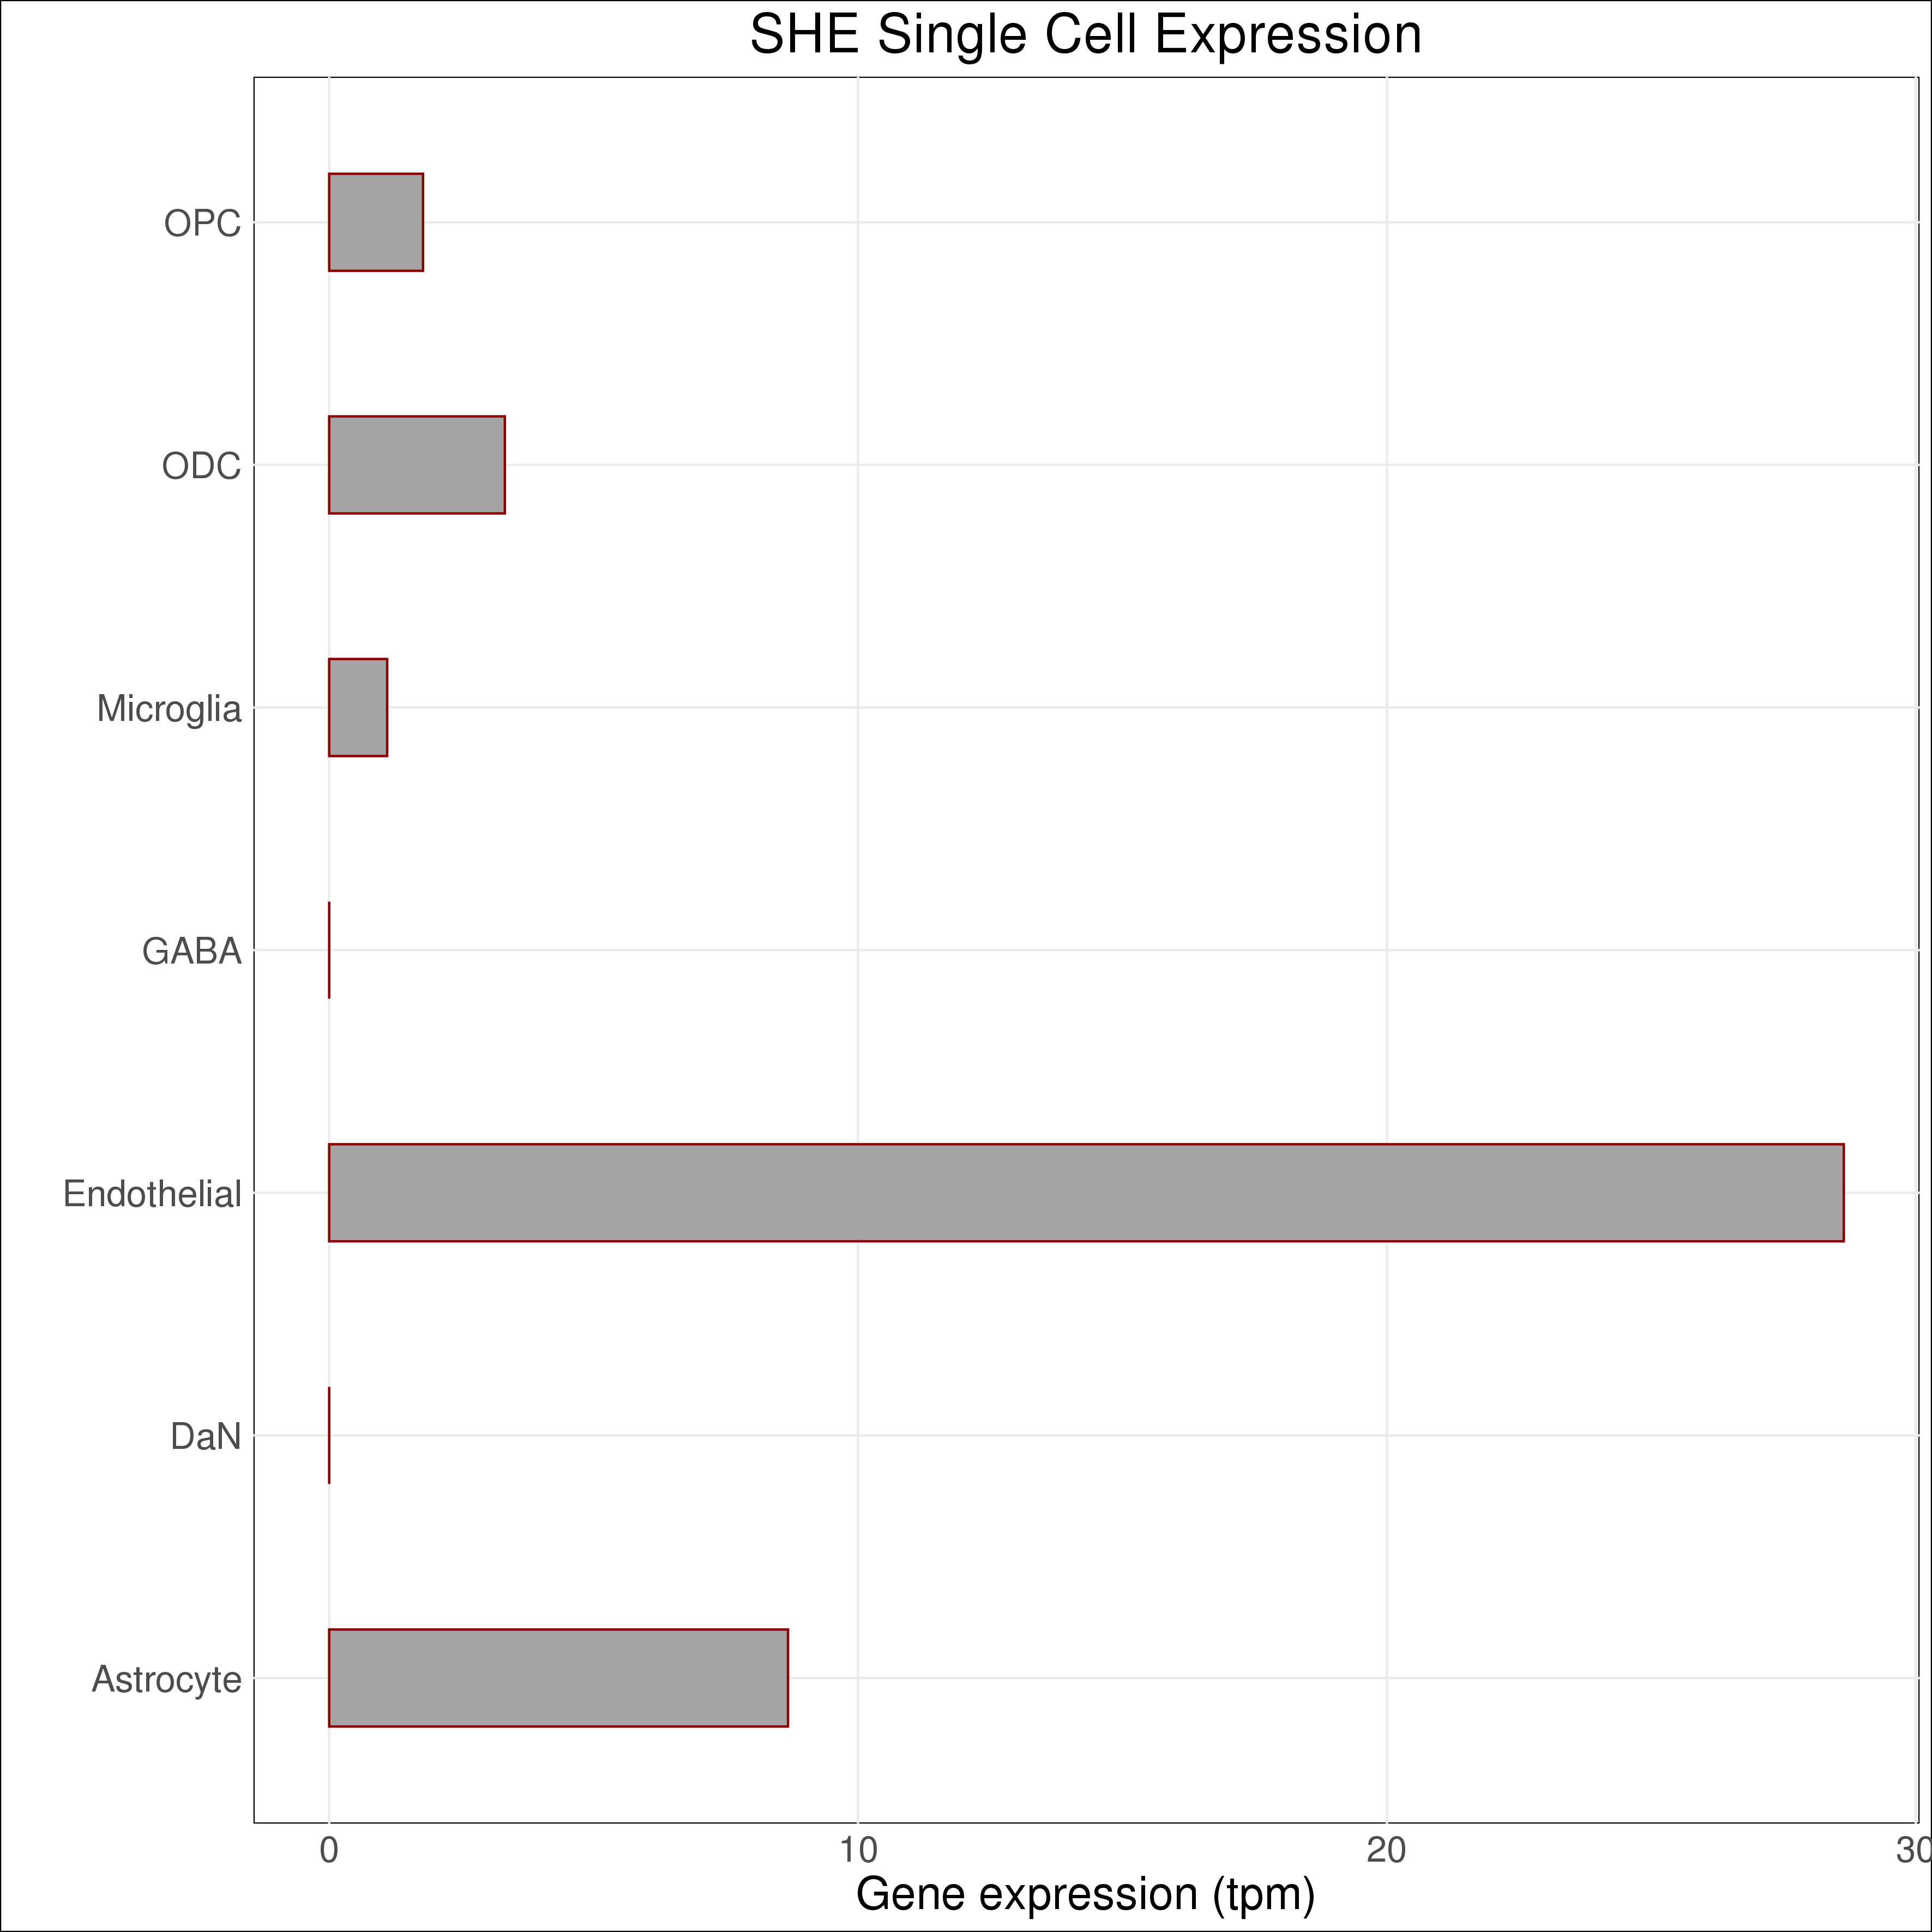 SHE Single Cell Expression
OPC
ODC
Microglia
GABA
Endothelial
DaN
Astrocyte
0 10 20 30
Gene expression (tpm)